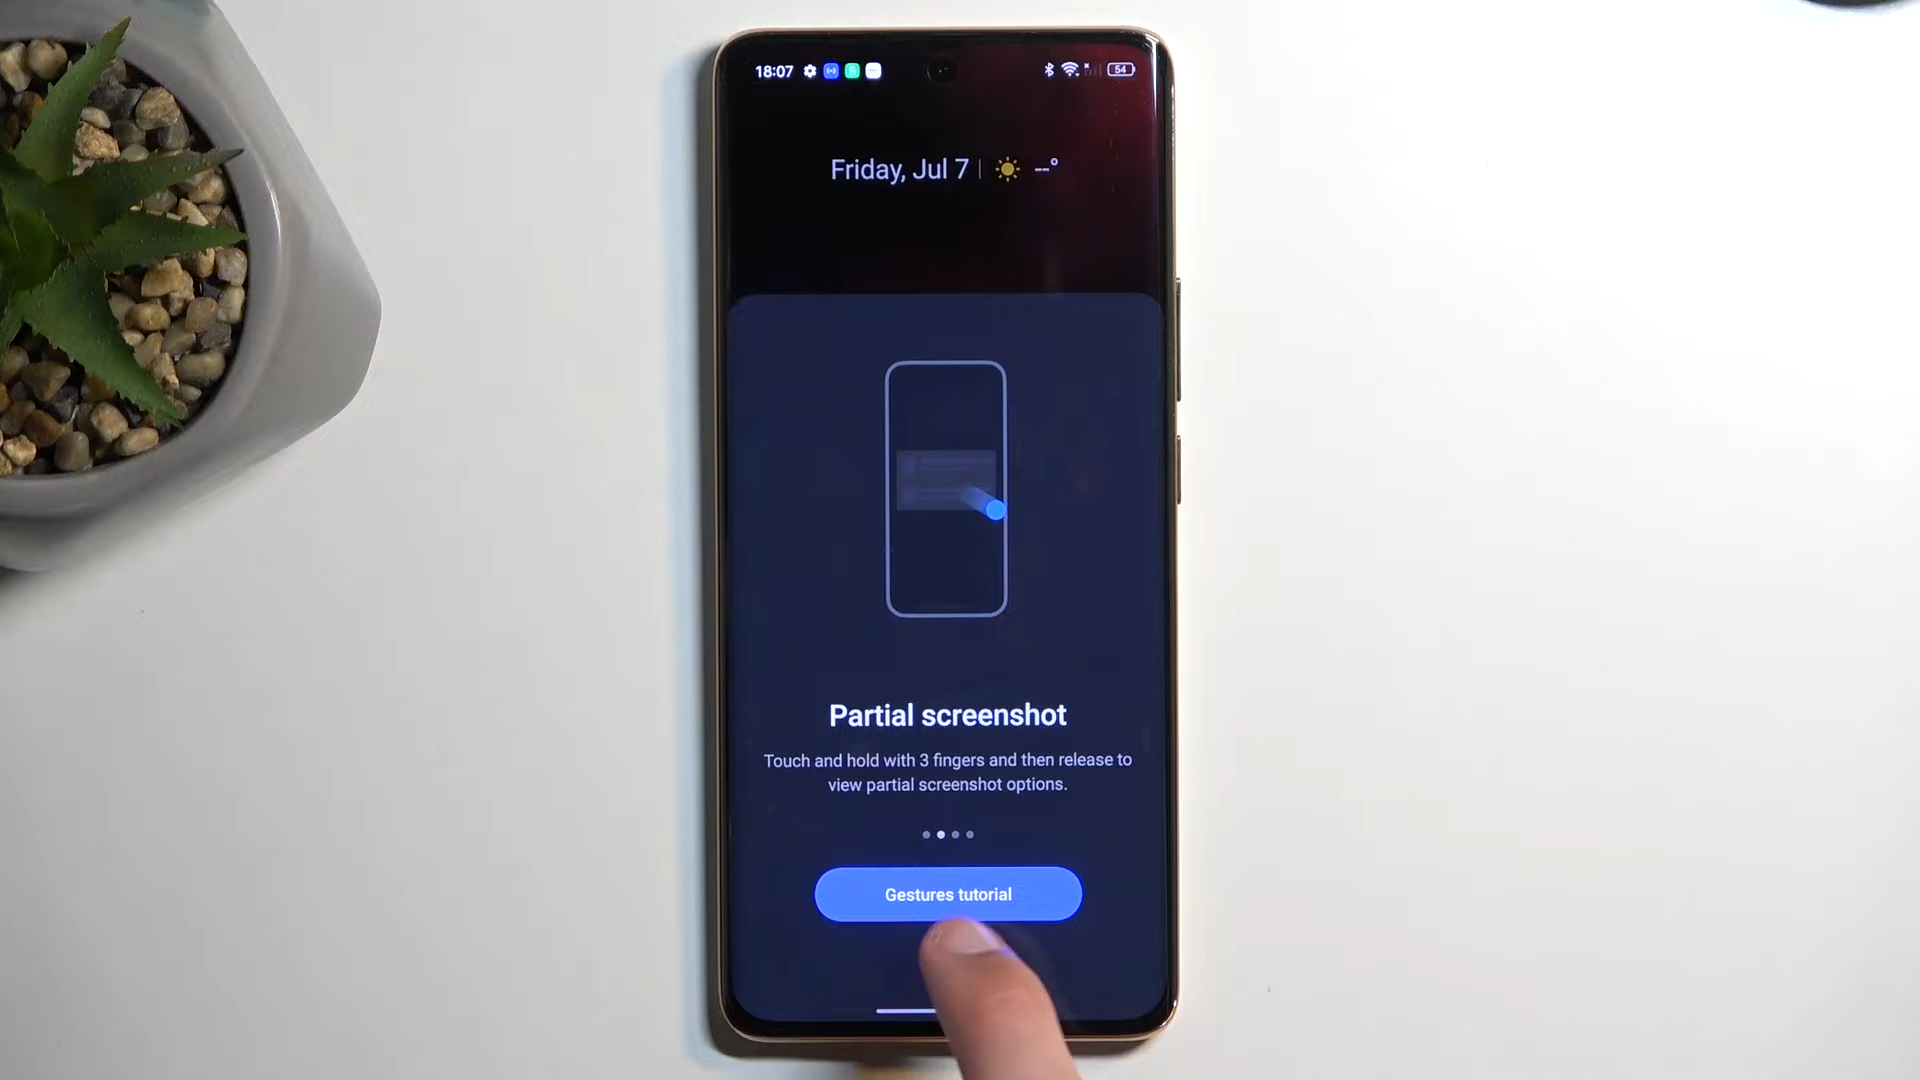 18:07
54
Friday, Jul 7 | --°
Partial screenshot
Touch and hold with 3 fingers and then release to
view partial screenshot options.
Gestures tutorial